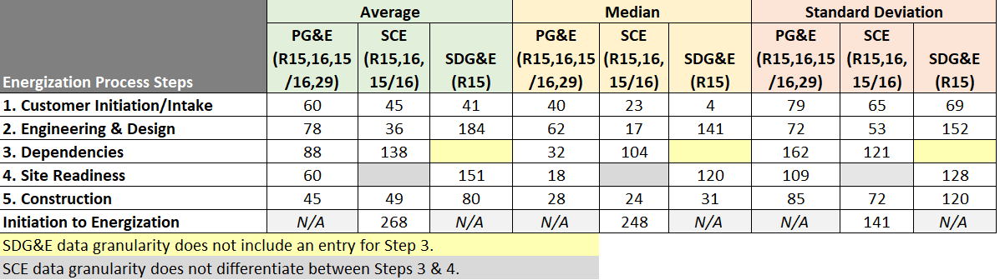 Average Median Standard Deviation
Energization Process Steps PG&E (R15,16,15/16,29) SCE (R15,16,15/16) SDG&E (R15) PG&E (R15,16,15/16,29) SCE (R15,16,15/16) SDG&E (R15) PG&E (R15,16,15/16,29) SCE (R15,16,15/16) SDG&E (R15)
1. Customer Initiation/Intake 60 45 41 40 23 4 79 65 69
2. Engineering & Design 78 36 184 62 17 141 72 53 152
3. Dependencies 88 138 32 104 162 121
4. Site Readiness 60 151 18 120 109 128
5. Construction 45 49 80 28 24 31 85 72 120
Initiation to Energization N/A 268 N/A N/A 248 N/A N/A 141 N/A
SDG&E data granularity does not include an entry for Step 3.
SCE data granularity does not differentiate between Steps 3 & 4.